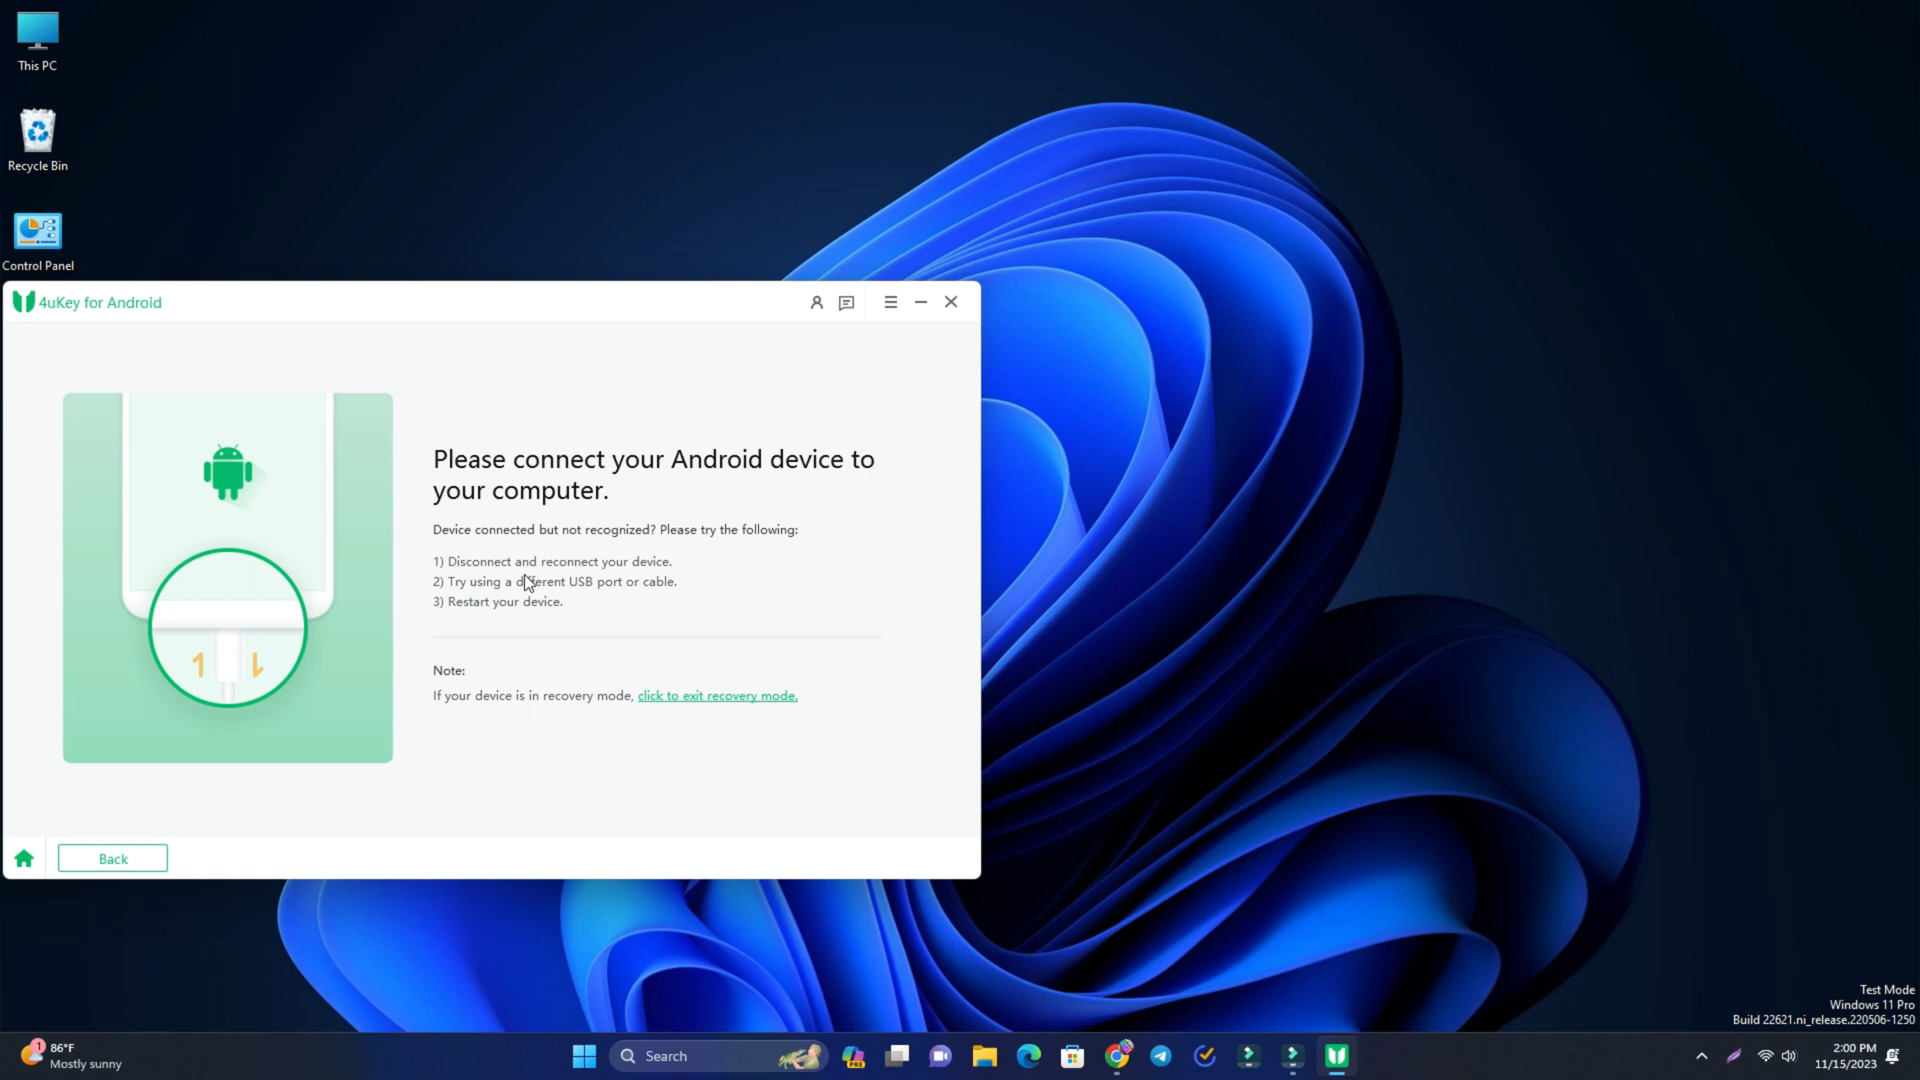 This PC
Recycle Bin
Control Panel
4uKey for Android
Please connect your Android device to
your computer.
Device connected but not recognized? Please try the following:
1) Disconnect and reconnect your device.
2) Try using a different USB port or cable.
3) Restart your device.
Note:
If your device is in recovery mode, click to exit recovery mode.
Back
Test Mode
Windows 11 Pro
Build 22621.ni_release.220506-1250
1
86°F
Mostly sunny
Search
PRE
2:00 PM
11/15/2023